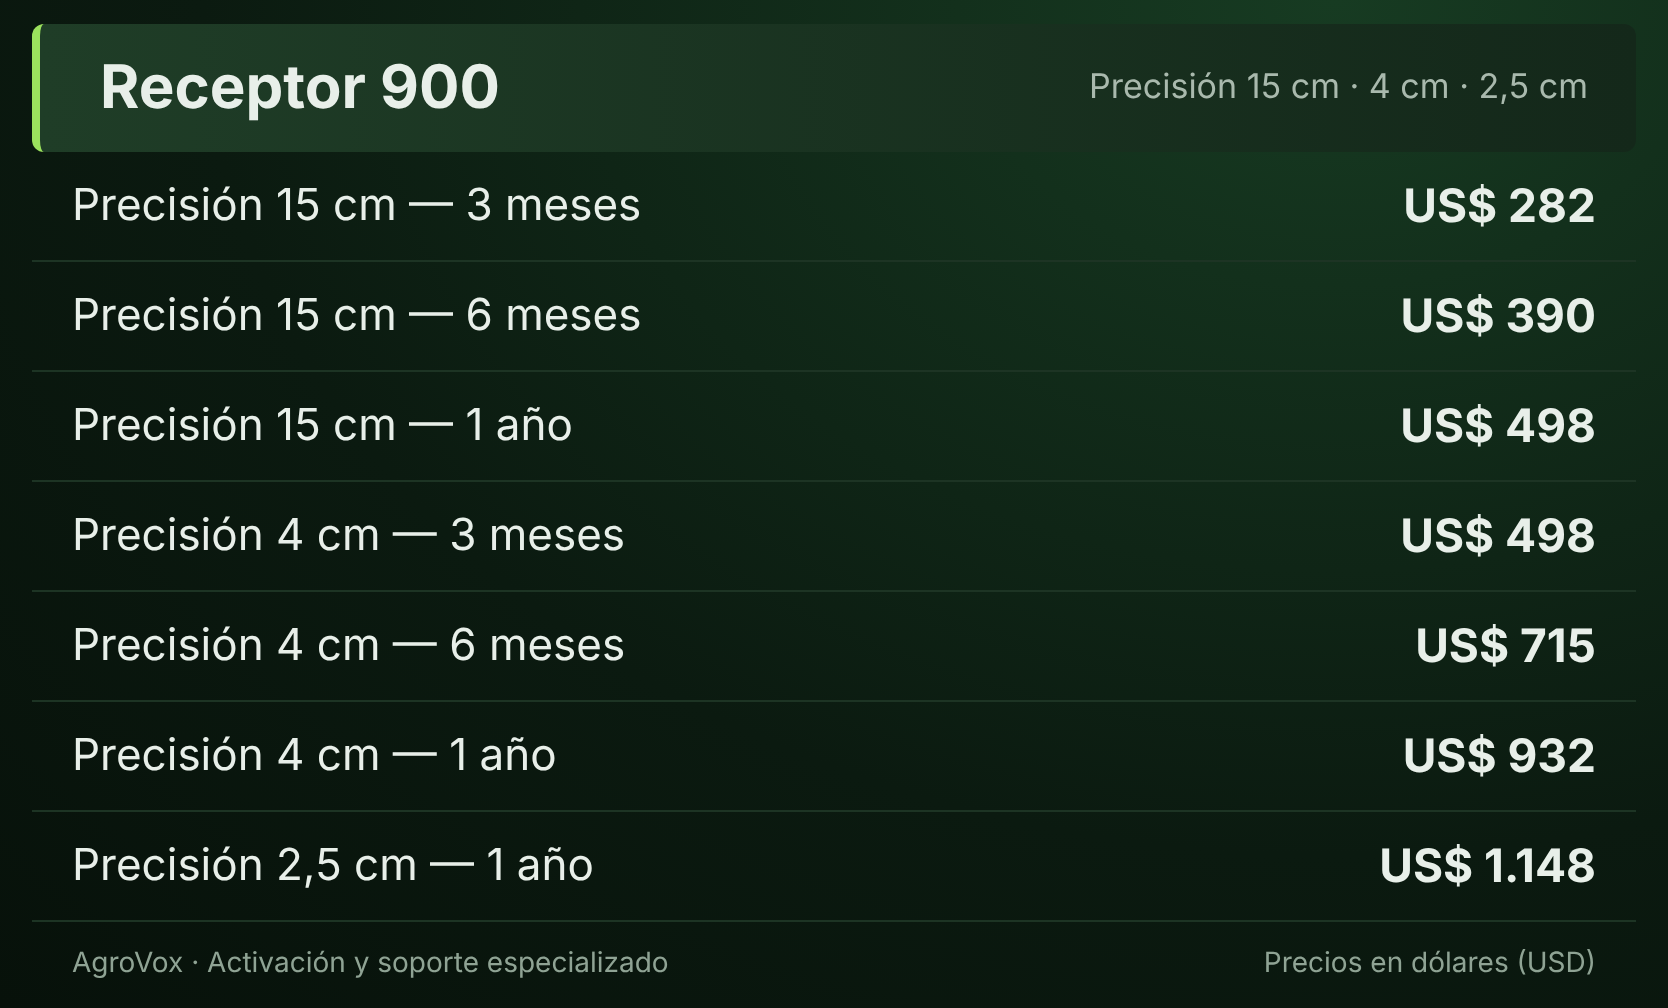 Receptor 900
Precisión 15 cm · 4 cm · 2,5 cm
Precisión 15 cm — 3 meses US$ 282
Precisión 15 cm — 6 meses US$ 390
Precisión 15 cm — 1 año US$ 498
Precisión 4 cm — 3 meses US$ 498
Precisión 4 cm — 6 meses US$ 715
Precisión 4 cm — 1 año US$ 932
Precisión 2,5 cm — 1 año US$ 1.148
AgroVox · Activación y soporte especializado
Precios en dólares (USD)